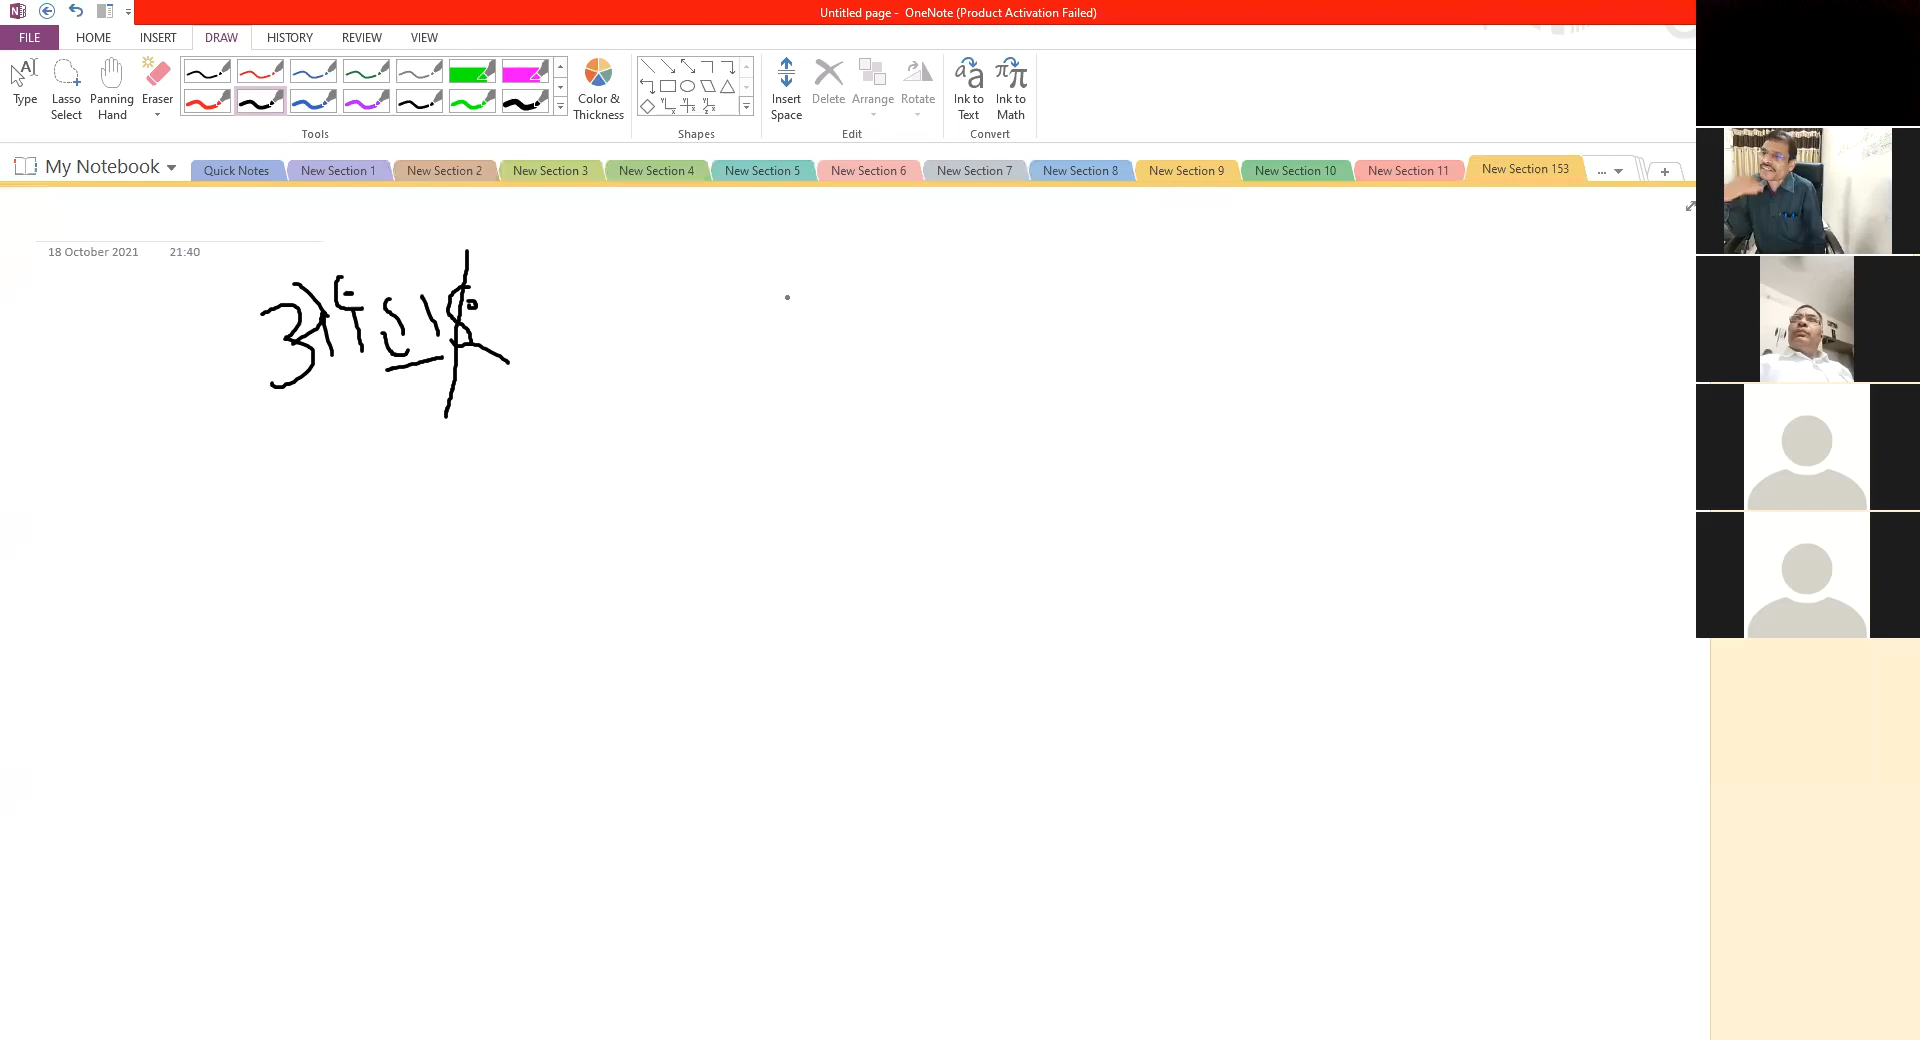 Untitled page - OneNote (Product Activation Failed)
FILE HOME INSERT DRAW HISTORY REVIEW VIEW
Type Lasso Select Panning Hand Eraser Color & Thickness Insert Space Delete Arrange Rotate Ink to Text Ink to Math
Tools Shapes Edit Convert
My Notebook Quick Notes New Section 1 New Section 2 New Section 3 New Section 4 New Section 5 New Section 6 New Section 7 New Section 8 New Section 9 New Section 10 New Section 11 New Section 153 ...
18 October 2021 21:40